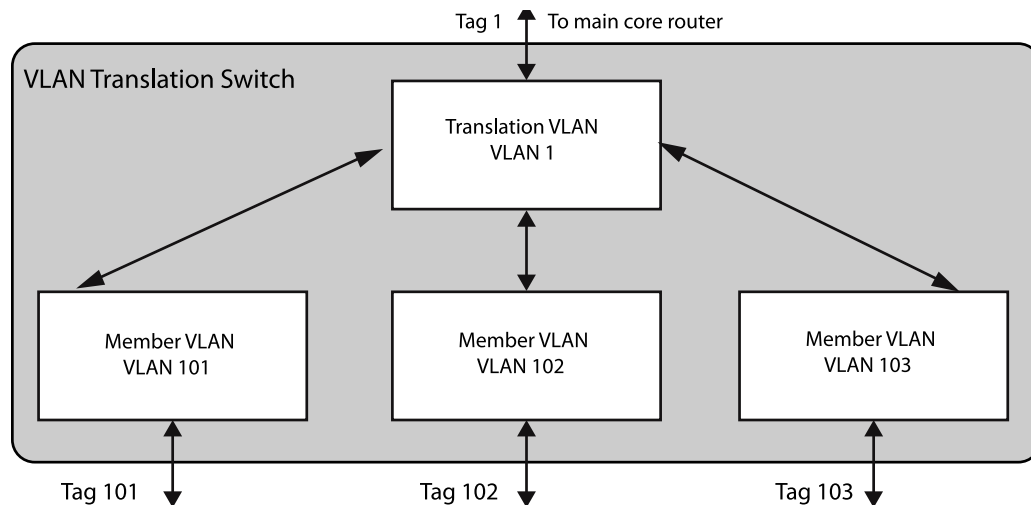 Tag 1 To main core router
VLAN Translation Switch
Translation VLAN
VLAN 1
Member VLAN
VLAN 101
Member VLAN
VLAN 102
Member VLAN
VLAN 103
Tag 101
Tag 102
Tag 103